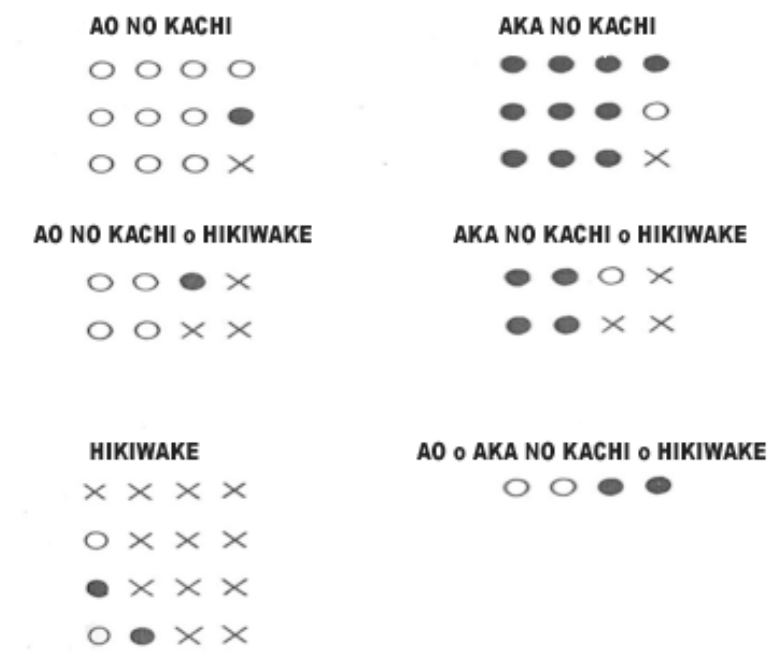 AO NO KACHI
AKA NO KACHI
AO NO KACHI o HIKIWAKE
AKA NO KACHI o HIKIWAKE
HIKIWAKE
AO o AKA NO KACHI o HIKIWAKE